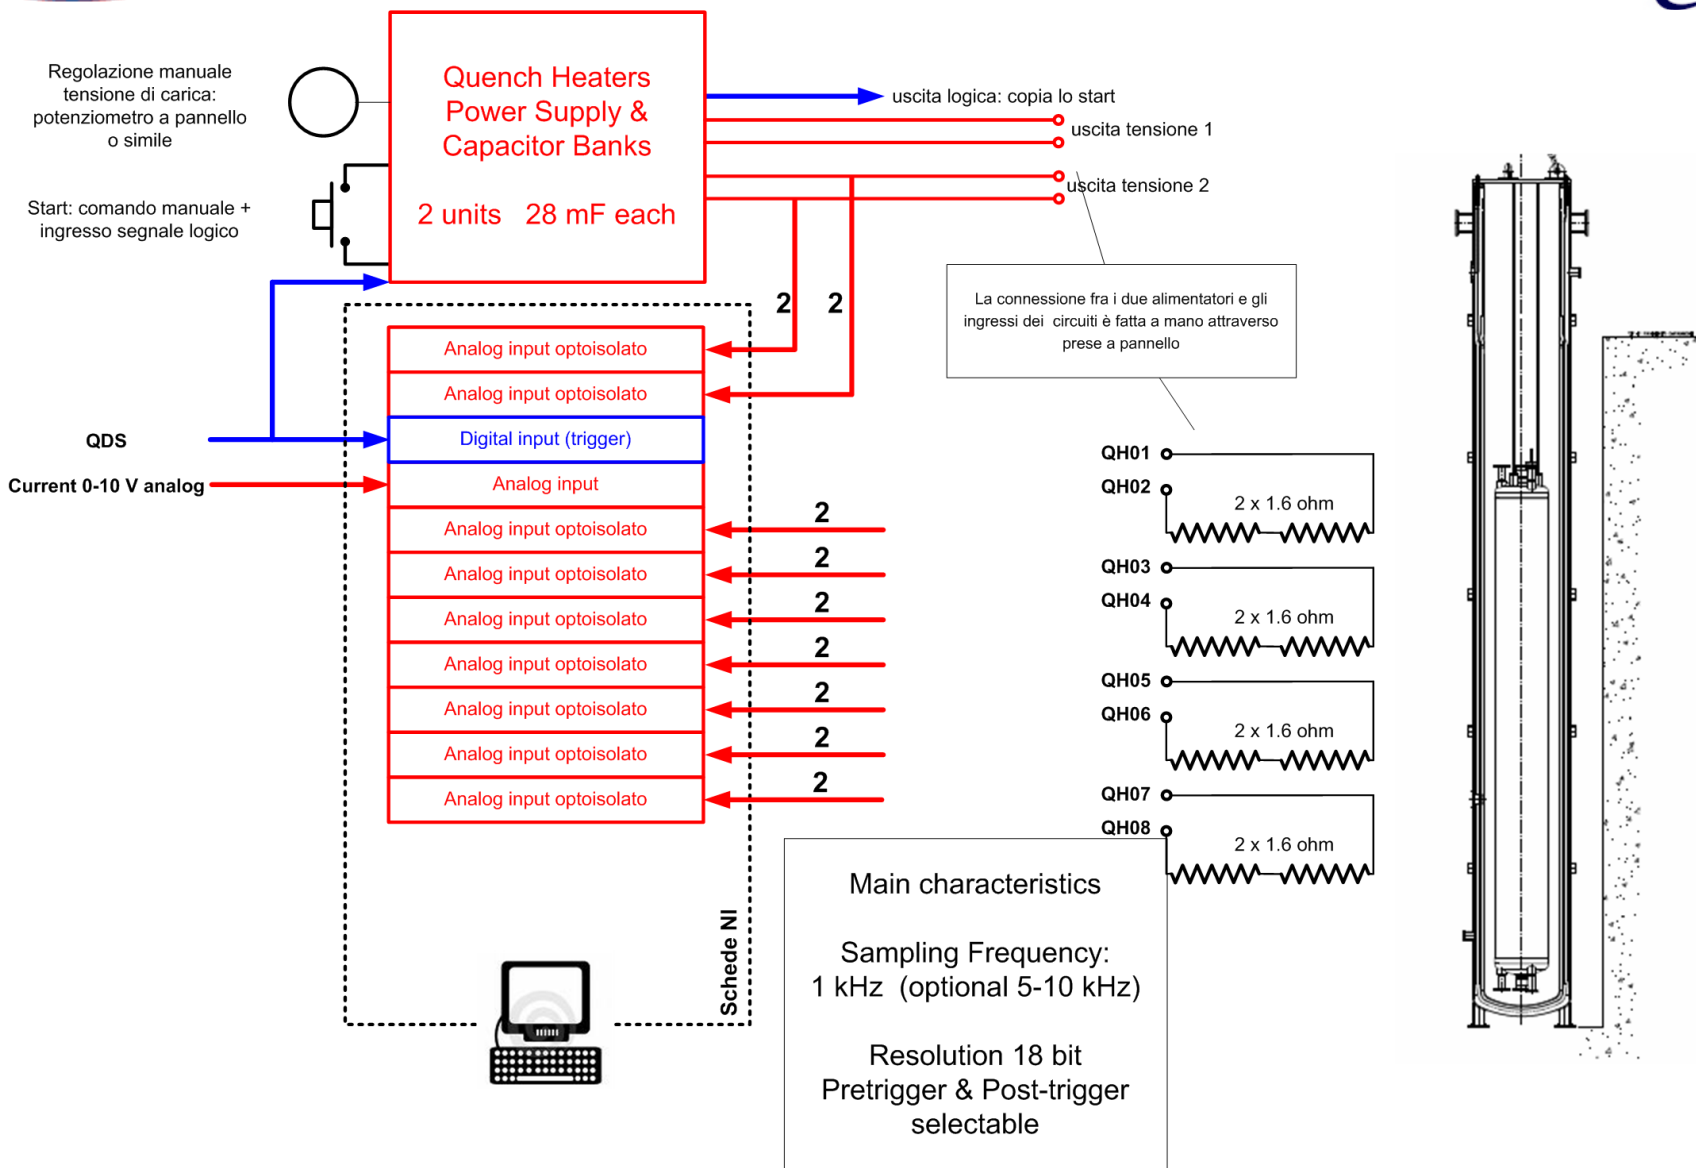 Regolazione manuale
tensione di carica:
potenziometro a pannello
o simile
Start: comando manuale +
ingresso segnale logico
Quench Heaters
Power Supply &
Capacitor Banks
2 units 28 mF each
uscita logica: copia lo start
uscita tensione 1
uscita tensione 2
2
2
La connessione fra i due alimentatori e gli
ingressi dei circuiti è fatta a mano attraverso
prese a pannello
QDS
Current 0-10 V analog
Analog input optoisolato
Analog input optoisolato
Digital input (trigger)
Analog input
Analog input optoisolato
2
Analog input optoisolato
2
Analog input optoisolato
2
Analog input optoisolato
2
Analog input optoisolato
2
Analog input optoisolato
2
Analog input optoisolato
2
Schede NI
QH01
QH02
2 x 1.6 ohm
QH03
QH04
2 x 1.6 ohm
QH05
QH06
2 x 1.6 ohm
QH07
QH08
2 x 1.6 ohm
Main characteristics
Sampling Frequency:
1 kHz (optional 5-10 kHz)
Resolution 18 bit
Pretrigger & Post-trigger
selectable